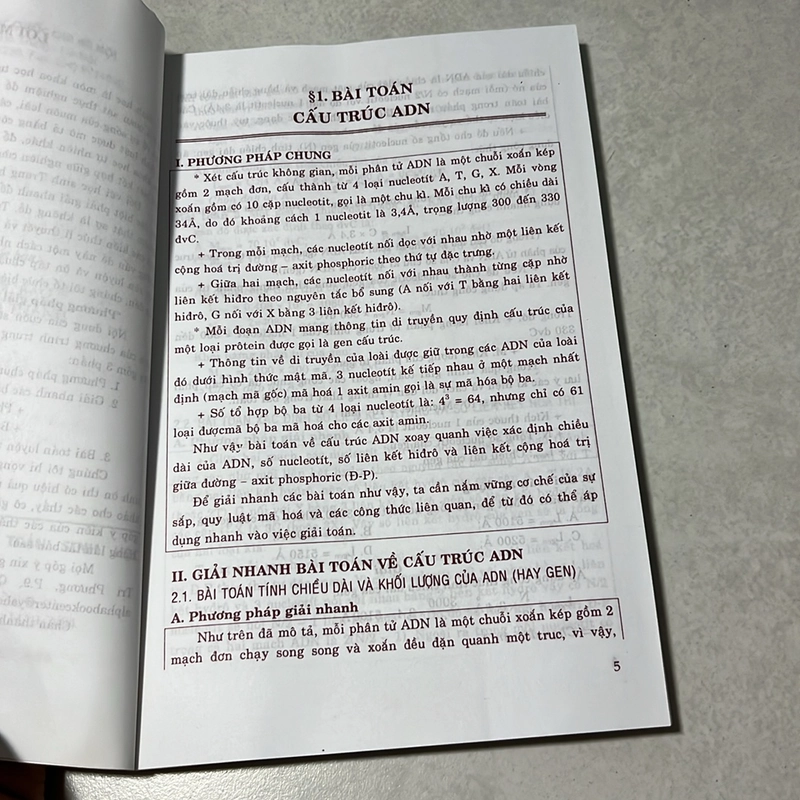 §1. BÀI TOÁN
CẤU TRÚC ADN
I. PHƯƠNG PHÁP CHUNG
* Xét cấu trúc không gian, mỗi phân tử ADN là một chuỗi xoắn kép
gồm 2 mạch đơn, cấu thành từ 4 loại nucleotít A, T, G, X. Mỗi vòng
xoắn gồm có 10 cặp nucleotit, gọi là một chu kì. Mỗi chu kì có chiều dài
34Å, do đó khoảng cách 1 nucleotit là 3,4Å, trọng lượng 300 đến 330
đvC.
+ Trong mỗi mạch, các nucleotít nối dọc với nhau nhờ một liên kết
cộng hoá trị đường – axit phosphoric theo thứ tự đặc trưng.
+ Giữa hai mạch, các nucleotít nối với nhau thành từng cặp nhờ
liên kết hiđro theo nguyên tắc bổ sung (A nối với T bằng hai liên kết
hiđrô, G nối với X bằng 3 liên kết hiđrô).
* Mỗi đoạn ADN mang thông tin di truyền quy định cấu trúc của
một loại prôtein được gọi là gen cấu trúc.
+ Thông tin về di truyền của loài được giữ trong các ADN của loài
đó dưới hình thức mật mã. 3 nucleotít kế tiếp nhau ở một mạch nhất
định (mạch mã gốc) mã hoá 1 axit amin gọi là sự mã hóa bộ ba.
+ Số tổ hợp bộ ba từ 4 loại nucleotít là: 4³ = 64, nhưng chỉ có 61
loại đượcmã bộ ba mã hoá cho các axit amin.
Như vậy bài toán về cấu trúc ADN xoay quanh việc xác định chiều
dài của ADN, số nucleotít, số liên kết hiđrô và liên kết cộng hoá trị
giữa đường – axit phosphoric (Đ-P).
Để giải nhanh các bài toán như vậy, ta cần nắm vững cơ chế của sự
sắp, quy luật mã hoá và các công thức liên quan, để từ đó có thể áp
dụng nhanh vào việc giải toán.
II. GIẢI NHANH BÀI TOÁN VỀ CẤU TRÚC ADN
2.1. BÀI TOÁN TÍNH CHIỀU DÀI VÀ KHỐI LƯỢNG CỦA ADN (HAY GEN)
A. Phương pháp giải nhanh
Như trên đã mô tả, mỗi phân tử ADN là một chuỗi xoắn kép gồm 2
mạch đơn chạy song song và xoắn đều dặn quanh một truc, vì vậy,
5